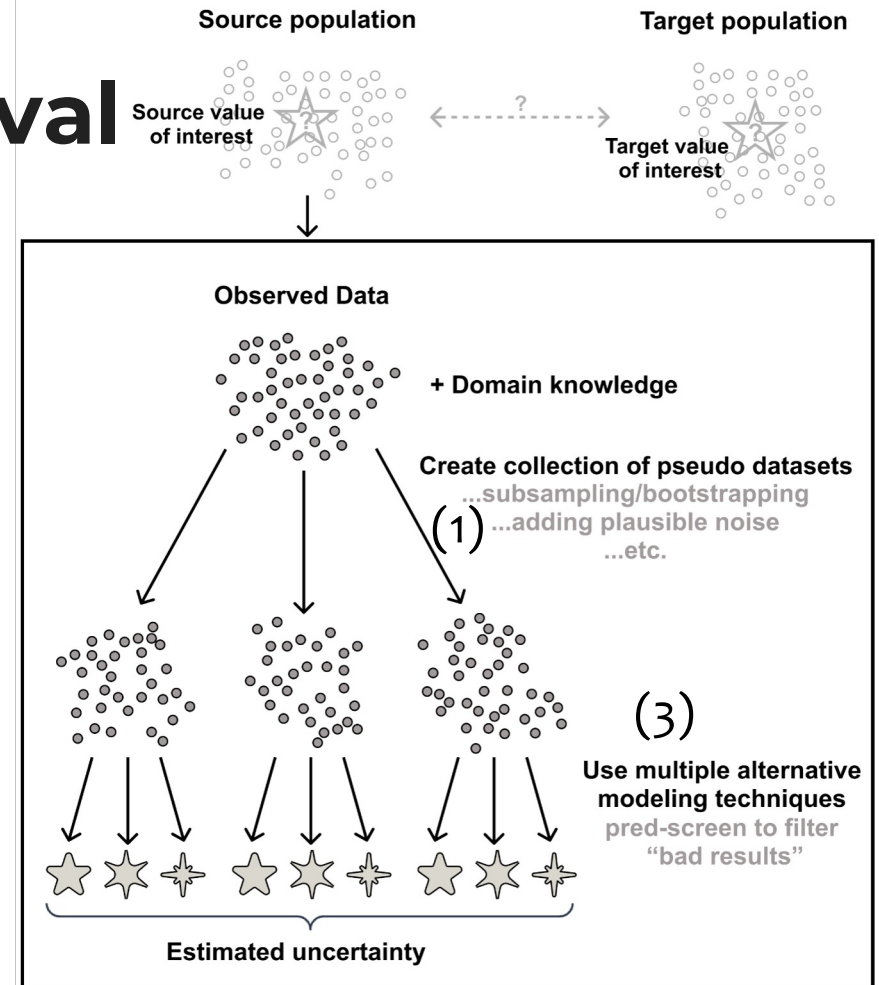 Source population
Target population
val
Source value
of interest
?
?
Target value
of interest
?
Observed Data
+ Domain knowledge
Create collection of pseudo datasets
...subsampling/bootstrapping
(1) ...adding plausible noise
...etc.
(3)
Use multiple alternative
modeling techniques
pred-screen to filter
“bad results”
Estimated uncertainty